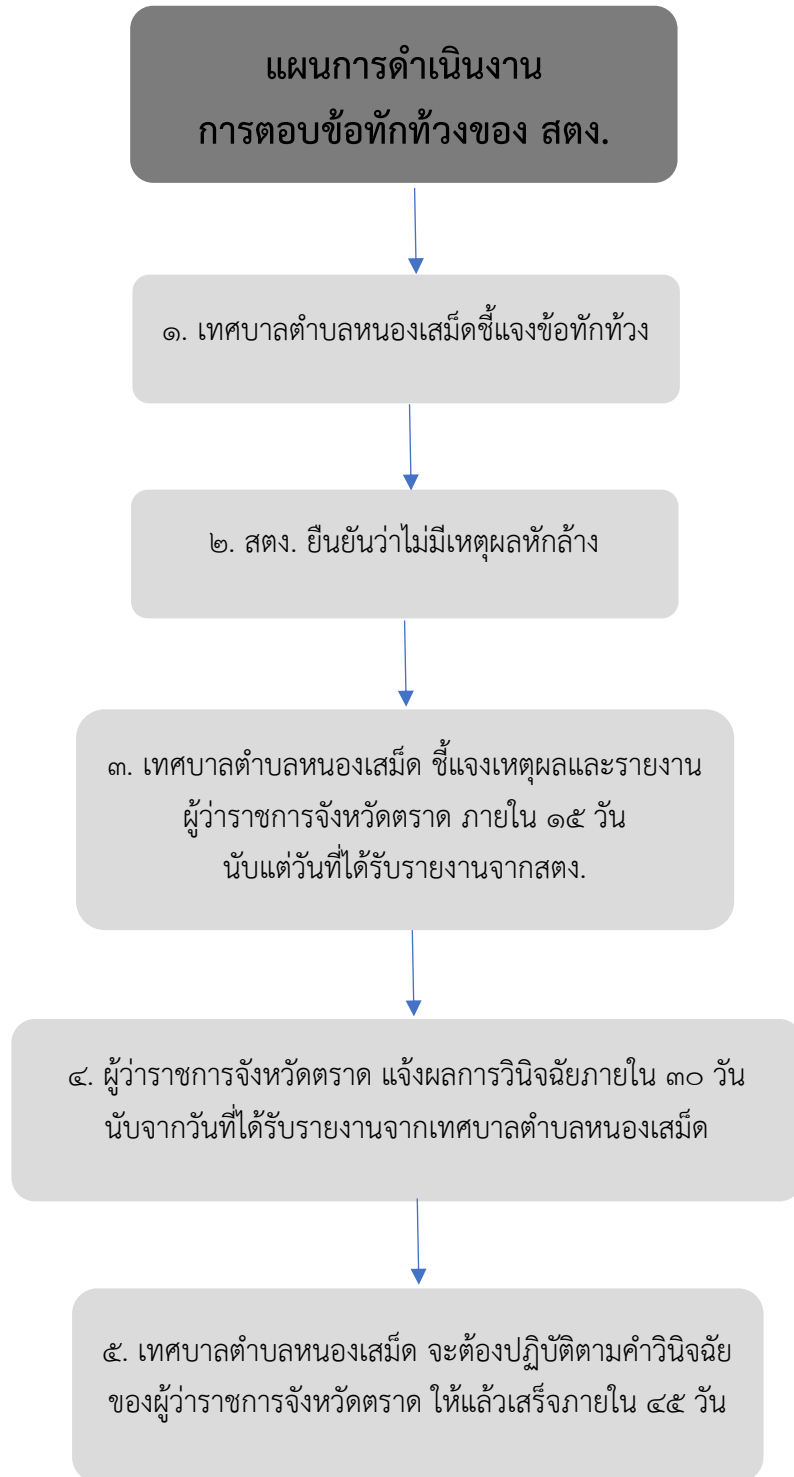 แผนการดำเนินงาน
การตอบข้อทักท้วงของ สตง.
๑. เทศบาลตำบลหนองเสม็ดชี้แจงข้อทักท้วง
๒. สตง. ยืนยันว่าไม่มีเหตุผลหักล้าง
๓. เทศบาลตำบลหนองเสม็ด ชี้แจงเหตุผลและรายงาน
ผู้ว่าราชการจังหวัดตราด ภายใน ๑๕ วัน
นับแต่วันที่ได้รับรายงานจากสตง.
๔. ผู้ว่าราชการจังหวัดตราด แจ้งผลการวินิจฉัยภายใน ๓๐ วัน
นับจากวันที่ได้รับรายงานจากเทศบาลตำบลหนองเสม็ด
๕. เทศบาลตำบลหนองเสม็ด จะต้องปฏิบัติตามคำวินิจฉัย
ของผู้ว่าราชการจังหวัดตราด ให้แล้วเสร็จภายใน ๔๕ วัน